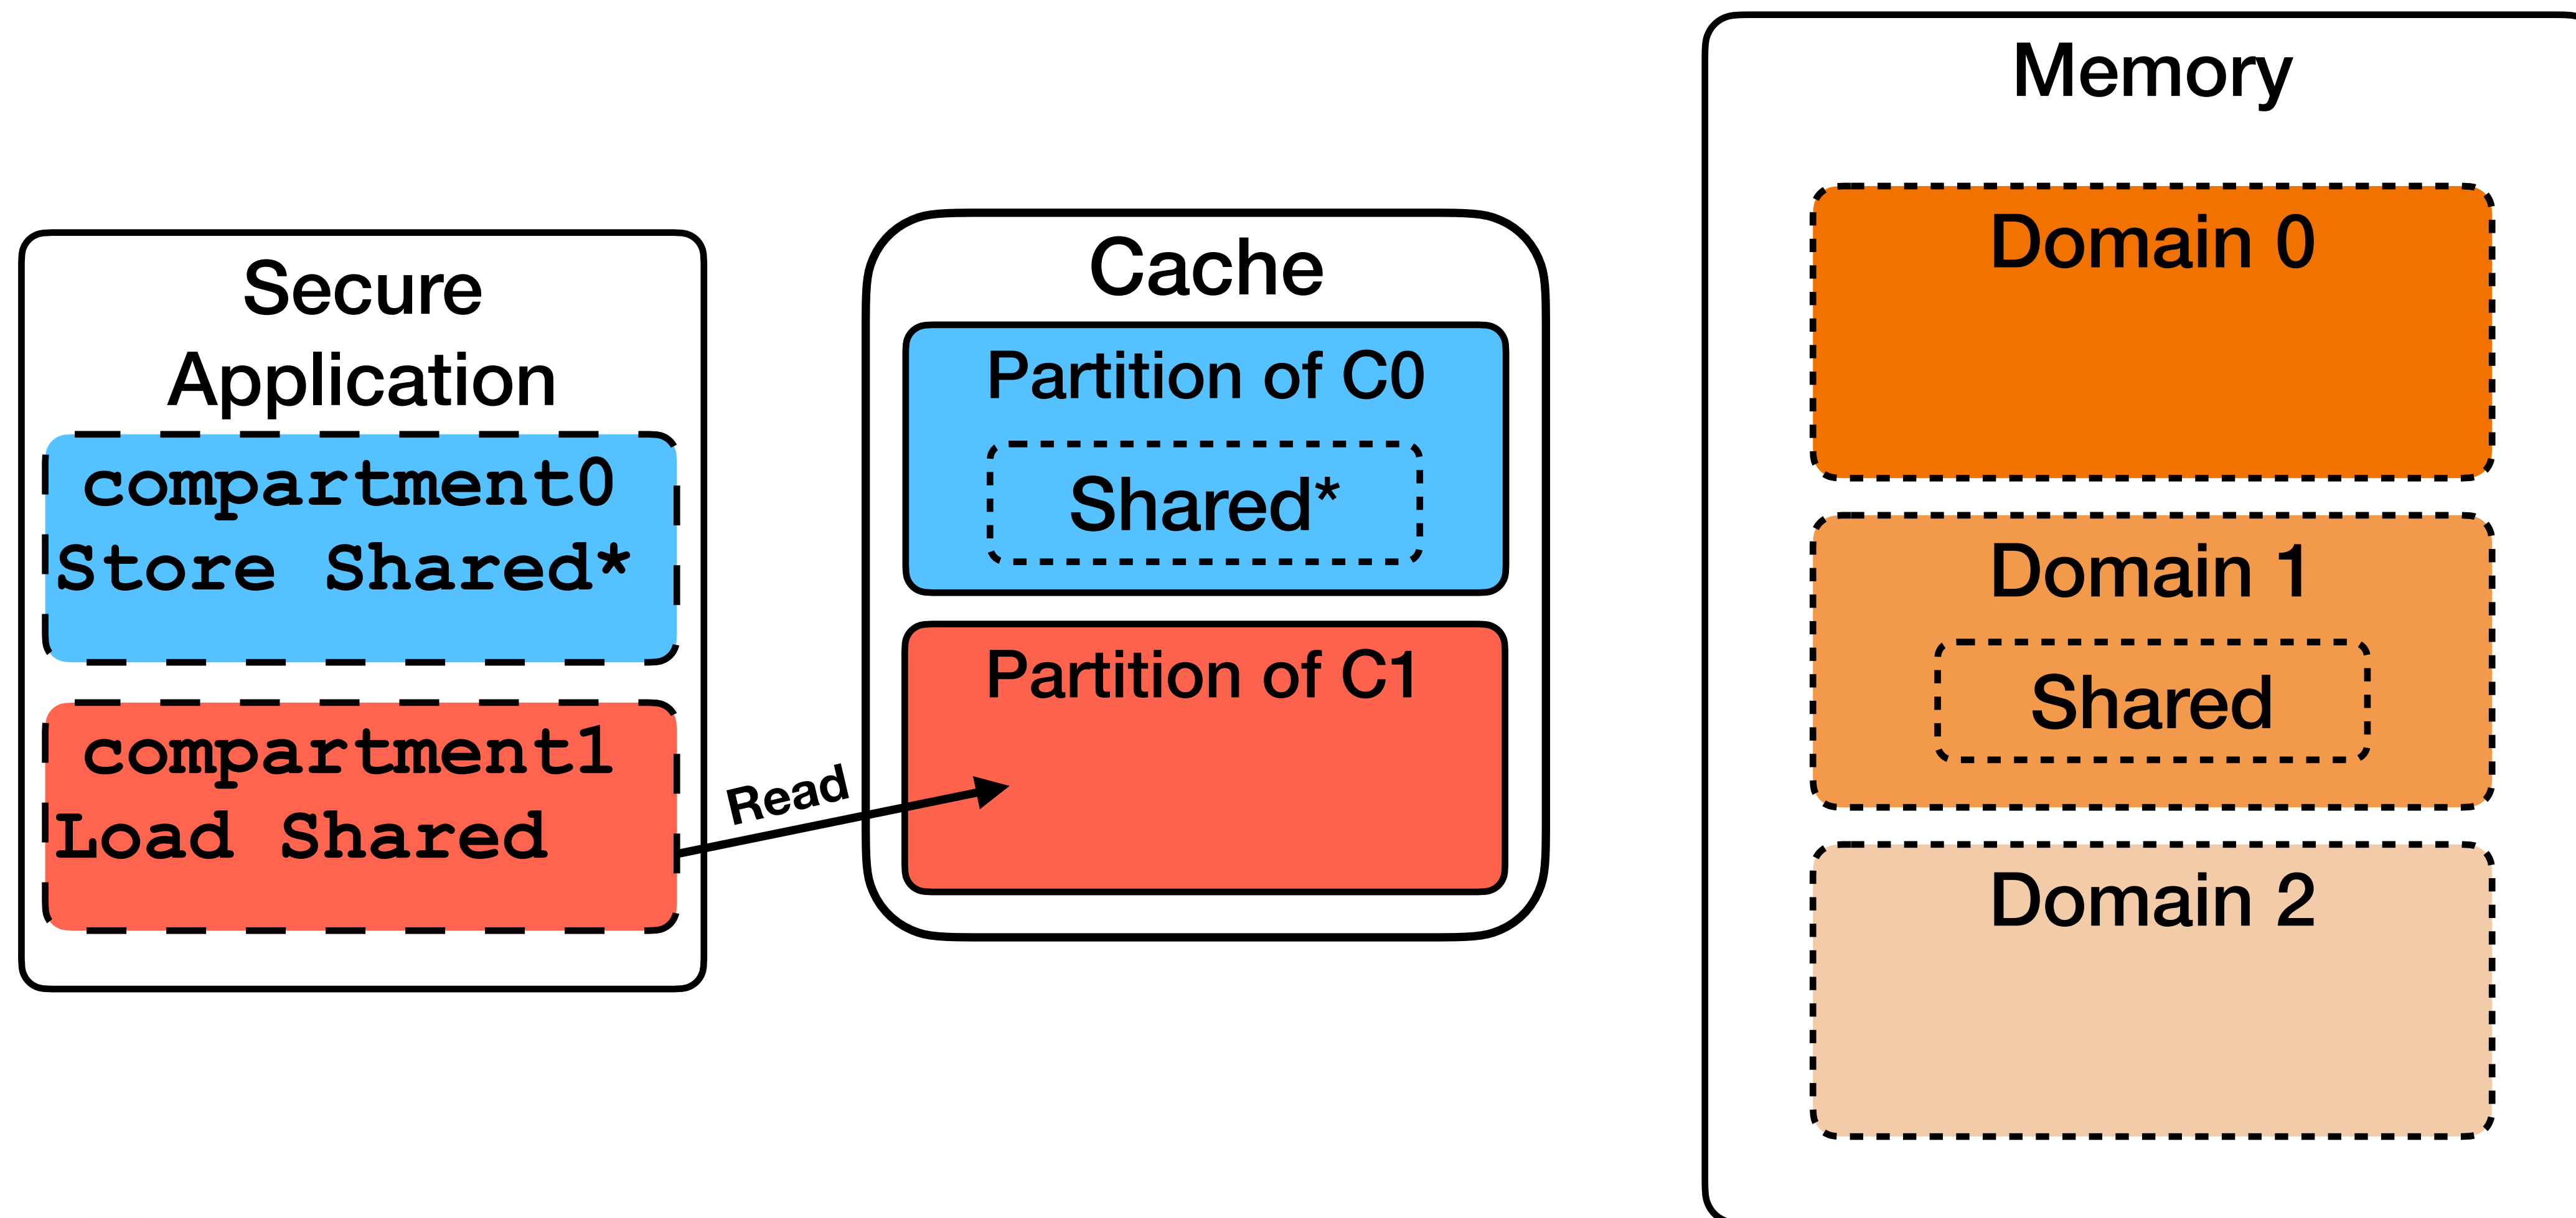 Secure
Application
compartment0
Store Shared*
compartment1
Load Shared
Read
Cache
Partition of C0
Shared*
Partition of C1
Memory
Domain 0
Domain 1
Shared
Domain 2